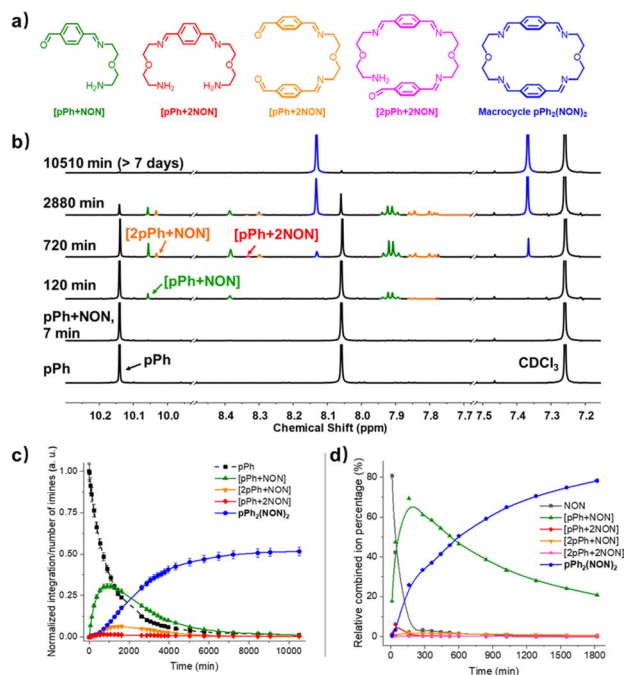 a)
O
N
O
NH₂
[pPh+NON]
N
N
O
O
NH₂
H₂N
[pPh+2NON]
O
N
O
O
N
[pPh+2NON]
N
N
O
O
NH₂
O
N
[2pPh+2NON]
N
N
O
O
N
N
Macrocycle pPh₂(NON)₂
b)
10510 min (> 7 days)
2880 min
[2pPh+NON]
[pPh+2NON]
720 min
[pPh+NON]
120 min
pPh+NON,
7 min
pPh
pPh
CDCl₃
10.2 10.1 10.0 8.4 8.3 8.2 8.1 8.0 7.9 7.8 7.7 7.5 7.4 7.3 7.2
Chemical Shift (ppm)
c)
Normalized integration/number of imines (a. u.)
1.00
0.75
0.50
0.25
0.00
pPh
[pPh+NON]
[2pPh+NON]
[pPh+2NON]
pPh₂(NON)₂
0 2000 4000 6000 8000 10000
Time (min)
d)
Relative combined ion percentage (%)
80
60
40
20
0
NON
[pPh+NON]
[pPh+2NON]
[2pPh+NON]
[2pPh+2NON]
pPh₂(NON)₂
0 300 600 900 1200 1500 1800
Time (min)